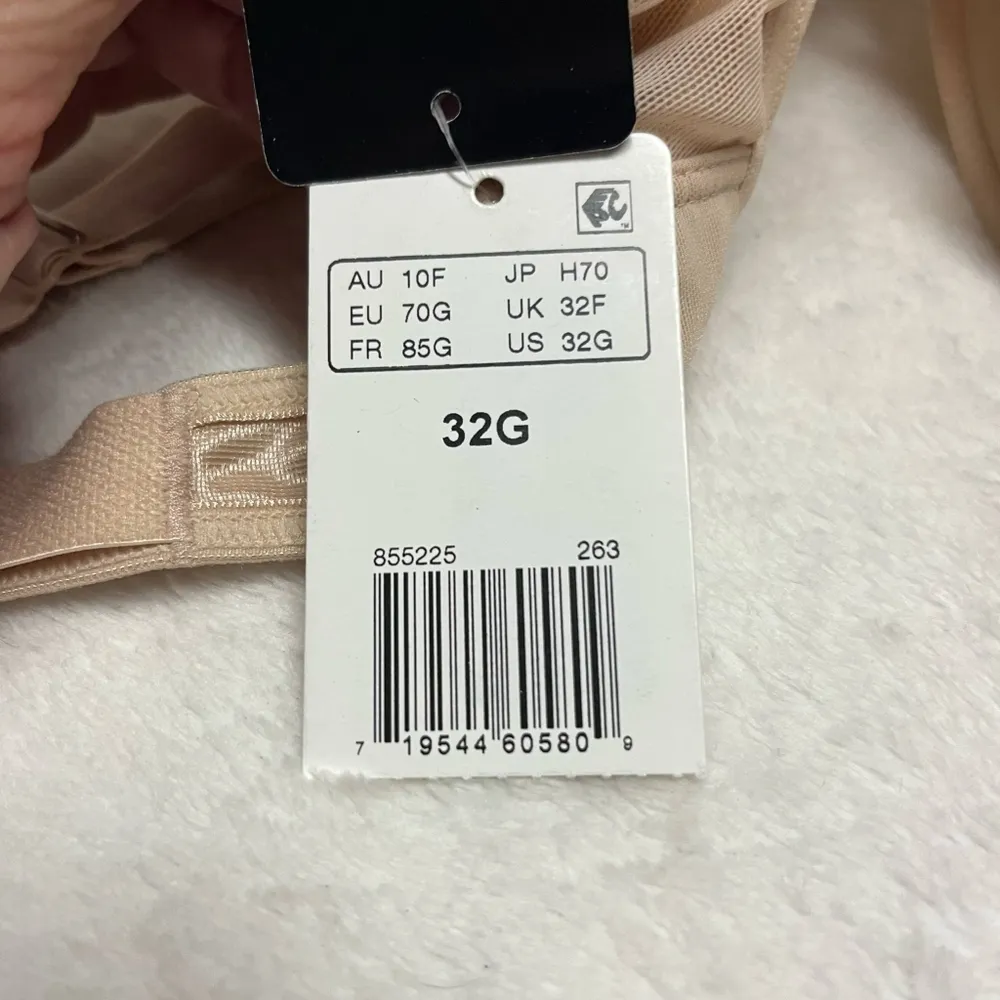 AU 10F JP H70
EU 70G UK 32F
FR 85G US 32G
32G
855225 263
7 19544 60580 9